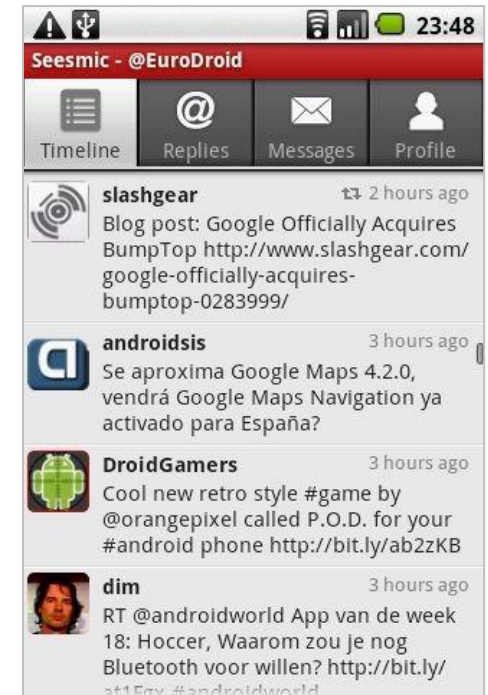 23:48
Seesmic - @EuroDroid
Timeline
Replies
Messages
Profile
slashgear 2 hours ago
Blog post: Google Officially Acquires
BumpTop http://www.slashgear.com/
google-officially-acquires-
bumptop-0283999/
androidsis 3 hours ago
Se aproxima Google Maps 4.2.0,
vendrá Google Maps Navigation ya
activado para España?
DroidGamers 3 hours ago
Cool new retro style #game by
@orangepixel called P.O.D. for your
#android phone http://bit.ly/ab2zKB
dim 3 hours ago
RT @androidworld App van de week
18: Hoccer, Waarom zou je nog
Bluetooth voor willen? http://bit.ly/
#androidworld